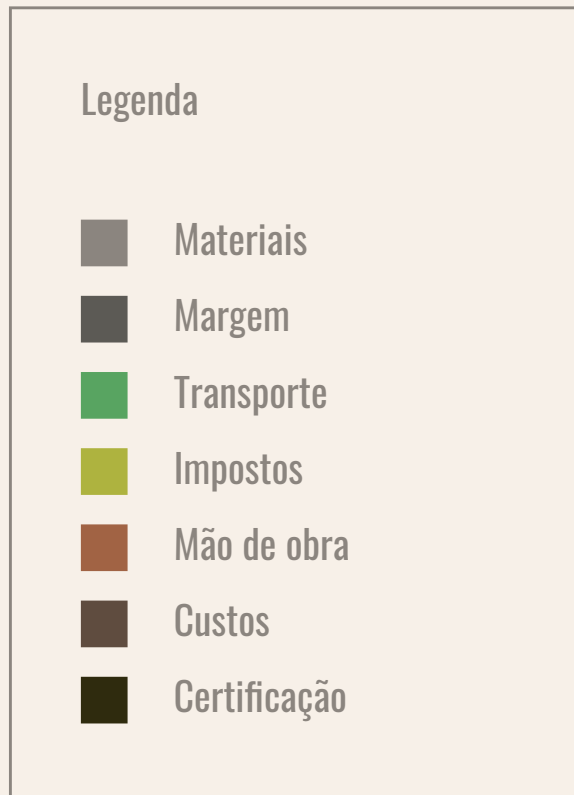 Legenda
Materiais
Margem
Transporte
Impostos
Mão de obra
Custos
Certificação